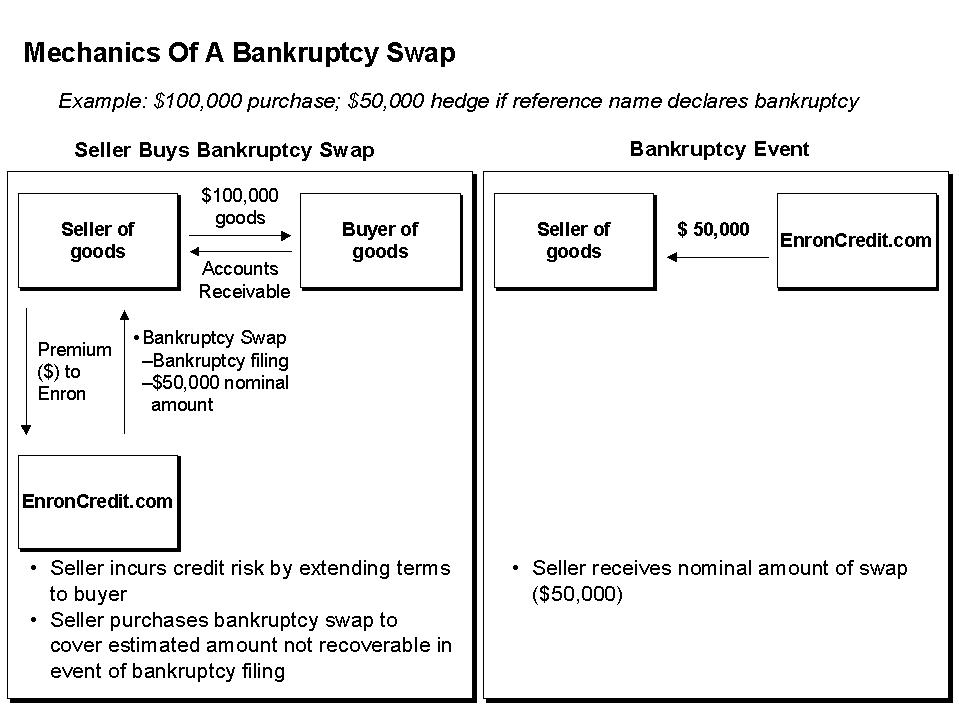 Mechanics Of A Bankruptcy Swap
Example: $100,000 purchase; $50,000 hedge if reference name declares bankruptcy
Seller Buys Bankruptcy Swap
Seller of
goods
$100,000
goods
Accounts
Receivable
Buyer of
goods
Premium
($) to
Enron
• Bankruptcy Swap
–Bankruptcy filing
–$50,000 nominal
amount
EnronCredit.com
• Seller incurs credit risk by extending terms
to buyer
• Seller purchases bankruptcy swap to
cover estimated amount not recoverable in
event of bankruptcy filing
Bankruptcy Event
Seller of
goods
$ 50,000
EnronCredit.com
• Seller receives nominal amount of swap
($50,000)